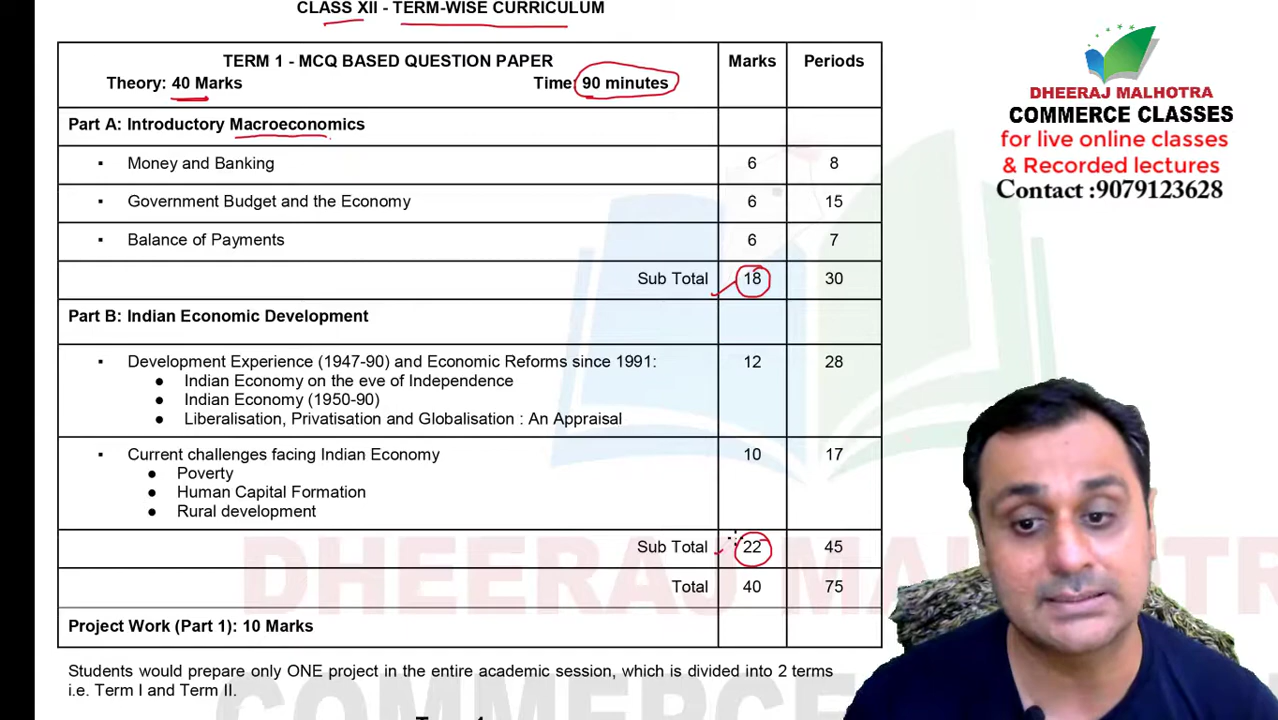 CLASS XII - TERM-WISE CURRICULUM
TERM 1 - MCQ BASED QUESTION PAPER Marks Periods
Theory: 40 Marks Time: 90 minutes
Part A: Introductory Macroeconomics
▪ Money and Banking 6 8
▪ Government Budget and the Economy 6 15
▪ Balance of Payments 6 7
Sub Total 18 30
Part B: Indian Economic Development
▪ Development Experience (1947-90) and Economic Reforms since 1991: 12 28
● Indian Economy on the eve of Independence
● Indian Economy (1950-90)
● Liberalisation, Privatisation and Globalisation : An Appraisal
▪ Current challenges facing Indian Economy 10 17
● Poverty
● Human Capital Formation
● Rural development
Sub Total 22 45
Total 40 75
Project Work (Part 1): 10 Marks
Students would prepare only ONE project in the entire academic session, which is divided into 2 terms
i.e. Term I and Term II.
DHEERAJ MALHOTRA
COMMERCE CLASSES
for live online classes
& Recorded lectures
Contact :9079123628
DHEERAJ MALHOTRA
COMMERCE